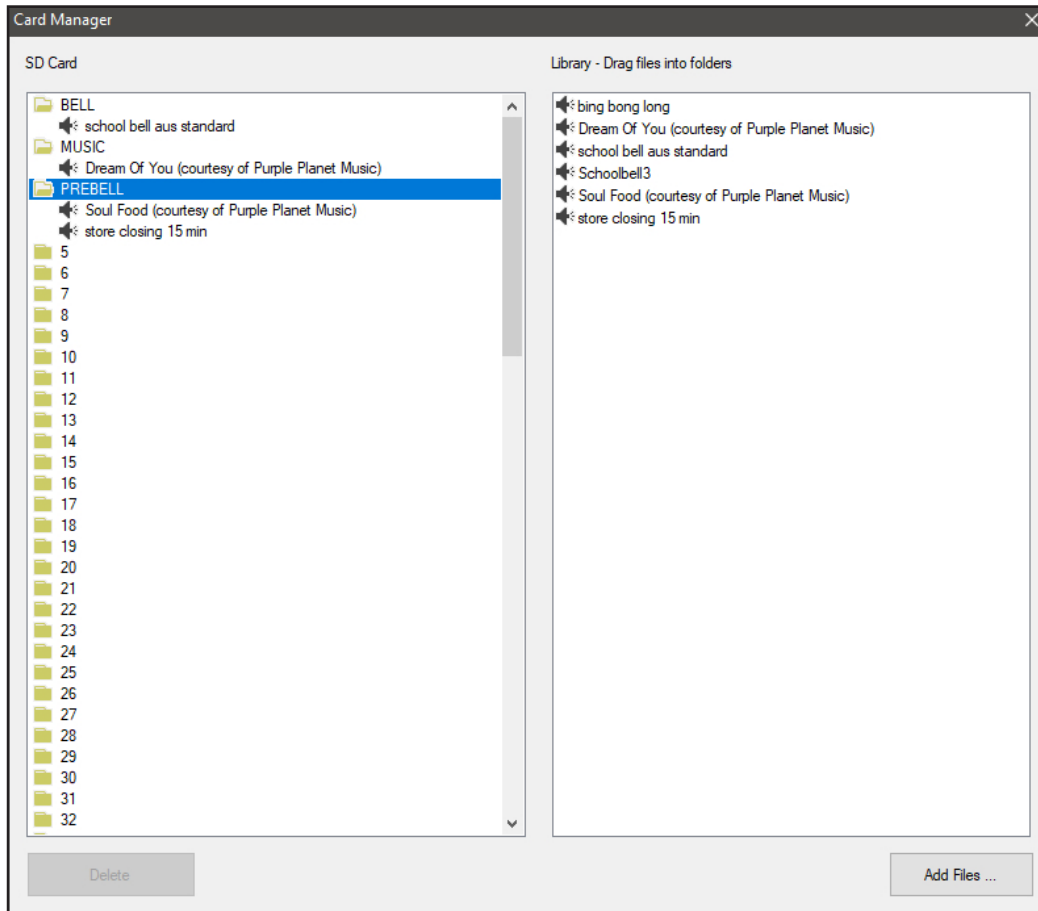 Card Manager
SD Card
Library - Drag files into folders
BELL
school bell aus standard
MUSIC
Dream Of You (courtesy of Purple Planet Music)
PREBELL
Soul Food (courtesy of Purple Planet Music)
store closing 15 min
5
6
7
8
9
10
11
12
13
14
15
16
17
18
19
20
21
22
23
24
25
26
27
28
29
30
31
32
bing bong long
Dream Of You (courtesy of Purple Planet Music)
school bell aus standard
Schoolbell3
Soul Food (courtesy of Purple Planet Music)
store closing 15 min
Delete
Add Files ...